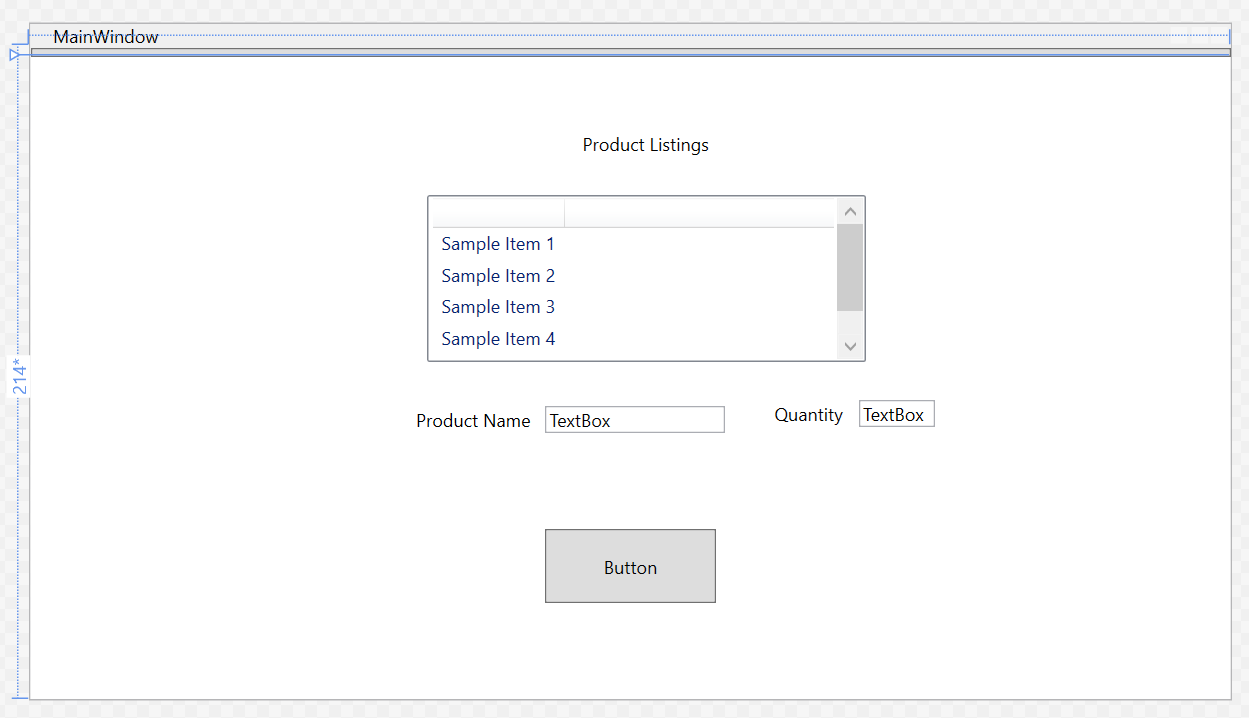 MainWindow
Product Listings
Sample Item 1
Sample Item 2
Sample Item 3
Sample Item 4
214*
Product Name TextBox Quantity TextBox
Button